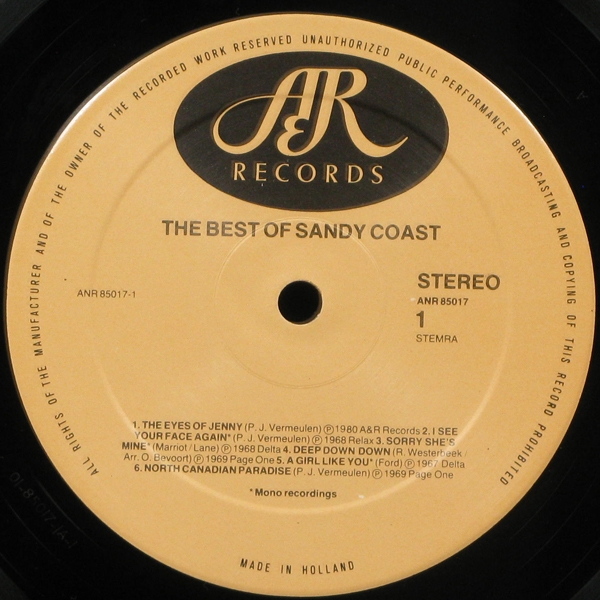 ALL RIGHTS OF THE MANUFACTURER AND OF THE OWNER OF THE RECORDED WORK RESERVED UNAUTHORIZED PUBLIC PERFORMANCE BROADCASTING AND COPYING OF THIS RECORD PROHIBITED
A&R
RECORDS
THE BEST OF SANDY COAST
STEREO
ANR 85017-1
ANR 85017
1
STEMRA
1. THE EYES OF JENNY (P. J. Vermeulen) ℗ 1980 A&R Records 2. I SEE
YOUR FACE AGAIN* (P. J. Vermeulen) ℗ 1968 Relax 3. SORRY SHE'S
MINE* (Marriot/Lane) ℗ 1968 Delta 4. DEEP DOWN DOWN (R. Westerbeek/
Arr. O. Bevoort) ℗ 1969 Page One 5. A GIRL LIKE YOU* (Ford) ℗ 1967 Delta
6. NORTH CANADIAN PARADISE (P. J. Vermeulen) ℗ 1969 Page One
*Mono recordings
MADE IN HOLLAND